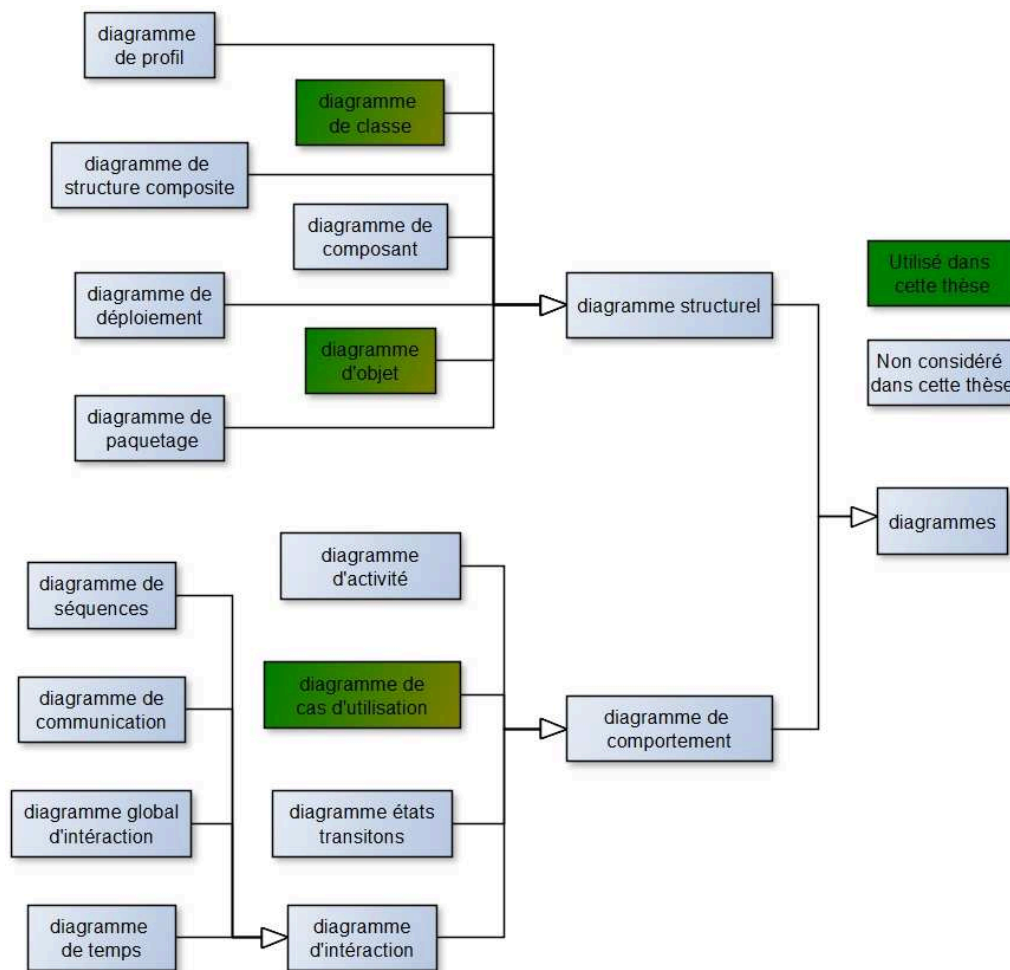 diagramme
de profil
diagramme
de classe
diagramme de
structure composite
diagramme de
composant
diagramme de
déploiement
diagramme
d'objet
diagramme de
paquetage
diagramme structurel
Utilisé dans
cette thèse
Non considéré
dans cette thèse
diagrammes
diagramme
d'activité
diagramme de
séquences
diagramme de
cas d'utilisation
diagramme de
communication
diagramme de
comportement
diagramme global
d'intéraction
diagramme états
transitons
diagramme
de temps
diagramme
d'intéraction